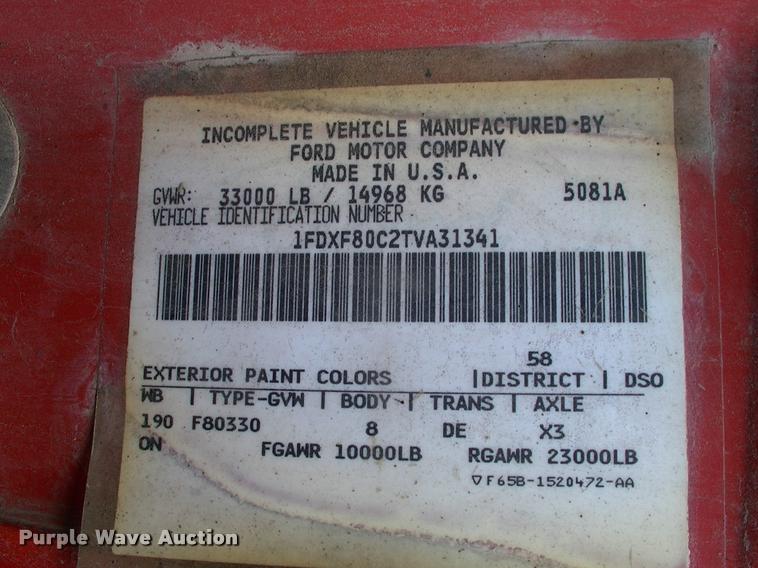 INCOMPLETE VEHICLE MANUFACTURED BY
FORD MOTOR COMPANY
MADE IN U.S.A.
GVWR: 33000 LB / 14968 KG 5081A
VEHICLE IDENTIFICATION NUMBER
1FDXF80C2TVA31341
58
EXTERIOR PAINT COLORS |DISTRICT | DSO
WB | TYPE-GVW | BODY | TRANS | AXLE
190 F80330 8 DE X3
ON FGAWR 10000LB RGAWR 23000LB
▽F65B-1520472-AA
Purple Wave Auction